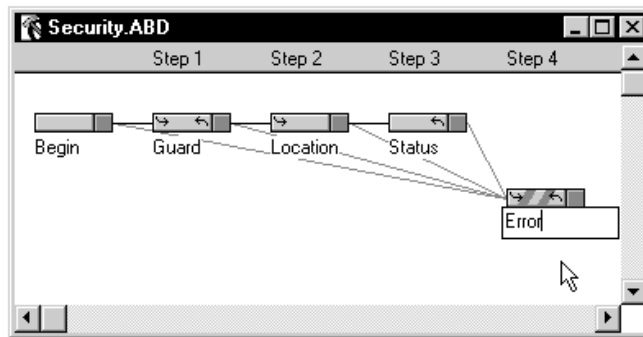 Security.ABD
Step 1 Step 2 Step 3 Step 4
Begin Guard Location Status
Error